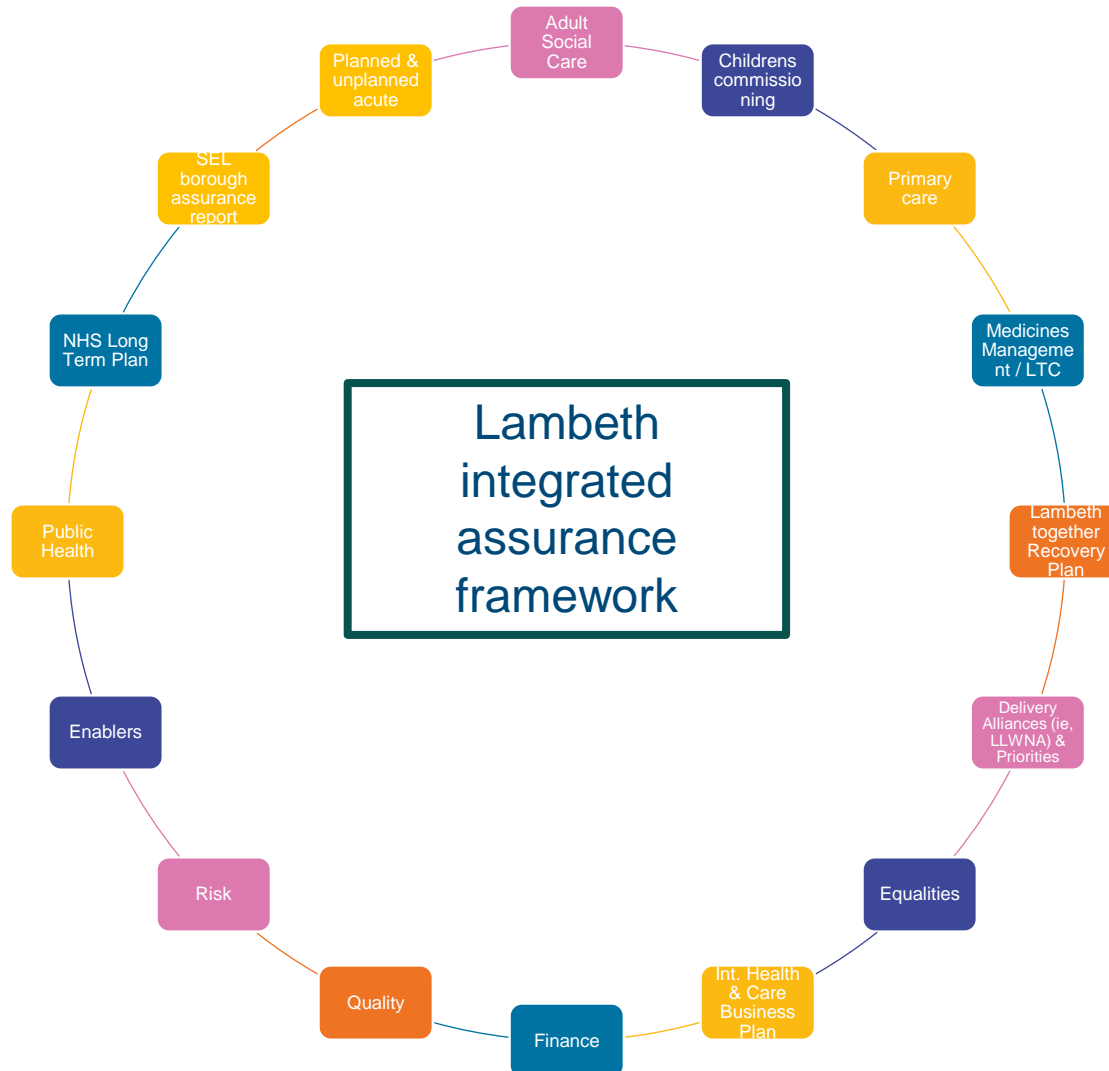 Adult
Social
Care
Childrens
commissio
ning
Primary
care
Medicines
Manageme
nt / LTC
Lambeth
together
Recovery
Plan
Delivery
Alliances (ie,
LLWNA) &
Priorities
Equalities
Int. Health
& Care
Business
Plan
Finance
Quality
Risk
Enablers
Public
Health
NHS Long
Term Plan
SEL
borough
assurance
report
Planned &
unplanned
acute
Lambeth
integrated
assurance
framework